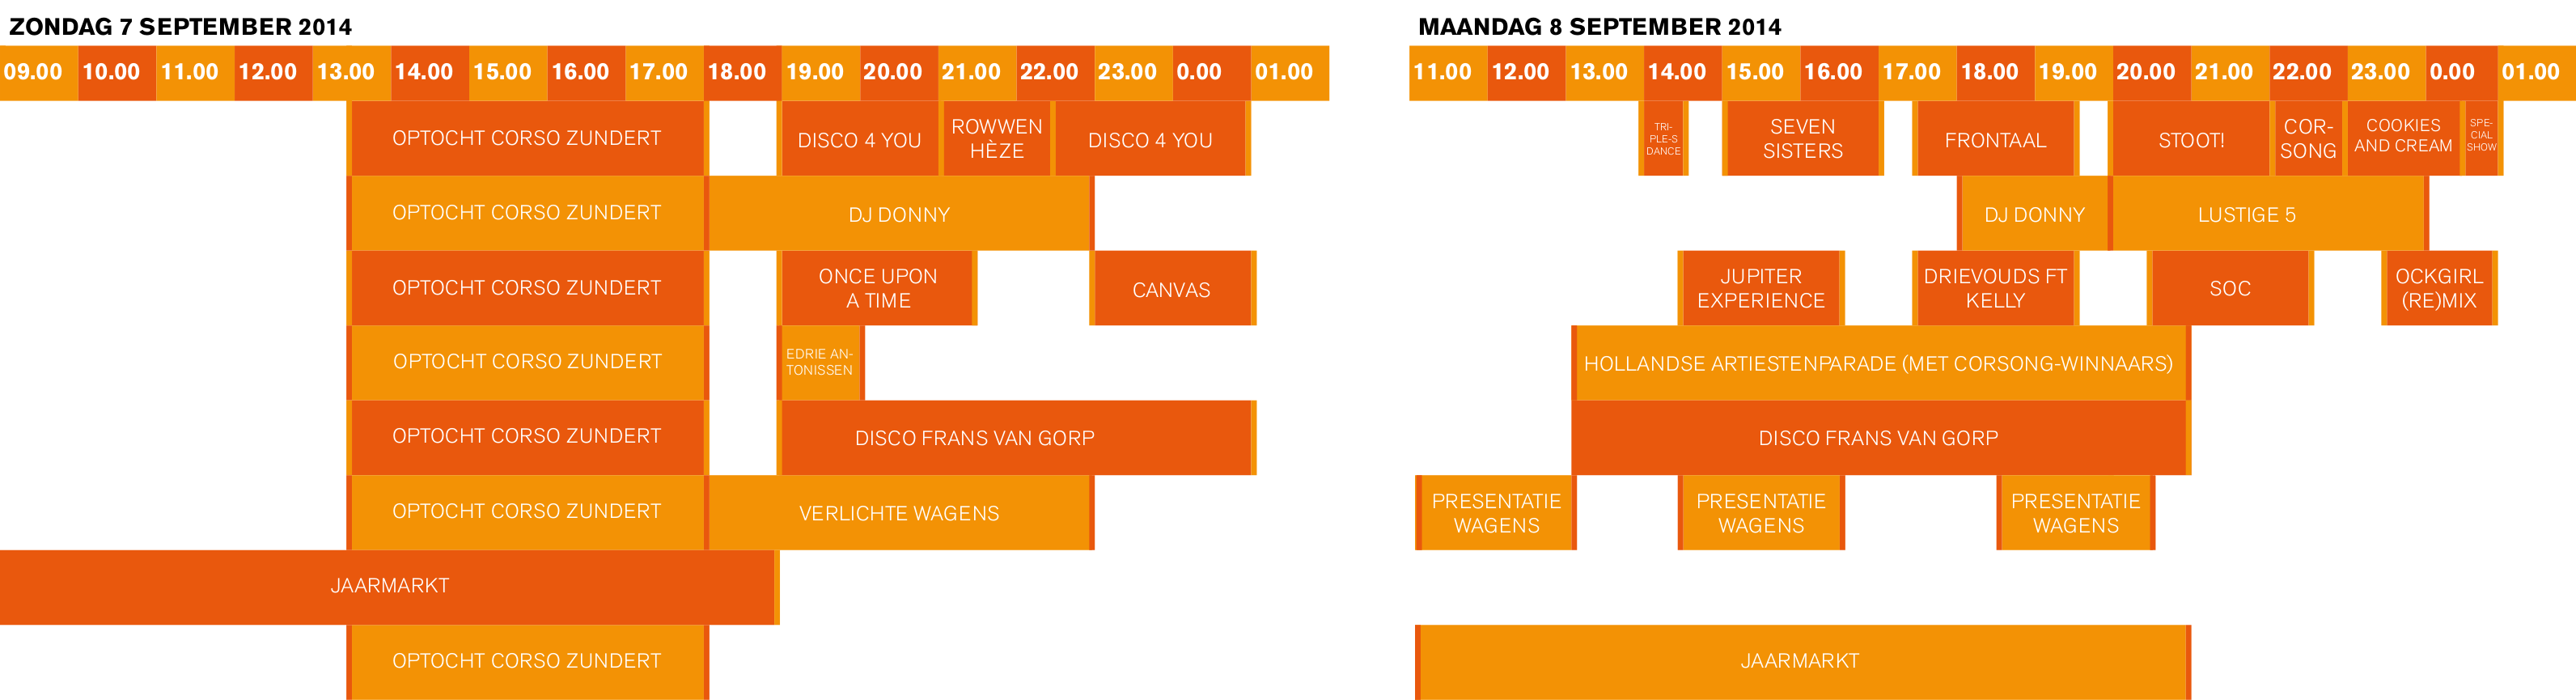 ZONDAG 7 SEPTEMBER 2014
09.00 10.00 11.00 12.00 13.00 14.00 15.00 16.00 17.00 18.00 19.00 20.00 21.00 22.00 23.00 0.00 01.00
OPTOCHT CORSO ZUNDERT
DISCO 4 YOU
ROWWEN
HÈZE
DISCO 4 YOU
OPTOCHT CORSO ZUNDERT
DJ DONNY
OPTOCHT CORSO ZUNDERT
ONCE UPON
A TIME
CANVAS
OPTOCHT CORSO ZUNDERT
EDRIE AN-
TONISSEN
OPTOCHT CORSO ZUNDERT
DISCO FRANS VAN GORP
OPTOCHT CORSO ZUNDERT
VERLICHTE WAGENS
JAARMARKT
OPTOCHT CORSO ZUNDERT
MAANDAG 8 SEPTEMBER 2014
11.00 12.00 13.00 14.00 15.00 16.00 17.00 18.00 19.00 20.00 21.00 22.00 23.00 0.00 01.00
TRI-
PLE-S
DANCE
SEVEN
SISTERS
FRONTAAL
STOOT!
COR-
SONG
COOKIES
AND CREAM
SPE-
CIAL
SHOW
DJ DONNY
LUSTIGE 5
JUPITER
EXPERIENCE
DRIEVOUDS FT
KELLY
SOC
OCKGIRL
(RE)MIX
HOLLANDSE ARTIESTENPARADE (MET CORSONG-WINNAARS)
DISCO FRANS VAN GORP
PRESENTATIE
WAGENS
PRESENTATIE
WAGENS
PRESENTATIE
WAGENS
JAARMARKT